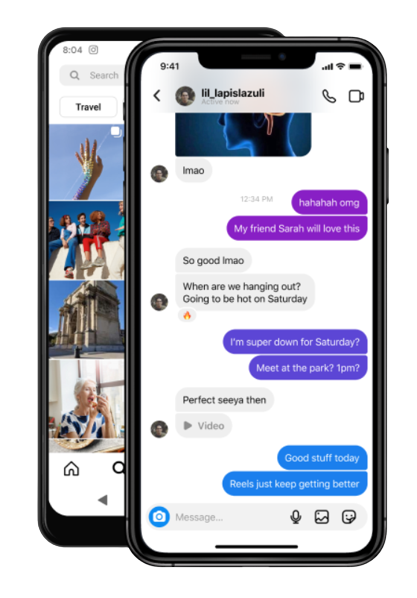 8:04
Search
Travel
9:41
lil_lapislazuli
Active now
lmao
12:34 PM
hahahah omg
My friend Sarah will love this
So good lmao
When are we hanging out?
Going to be hot on Saturday
I'm super down for Saturday?
Meet at the park? 1pm?
Perfect seeya then
Video
Good stuff today
Reels just keep getting better
Message...